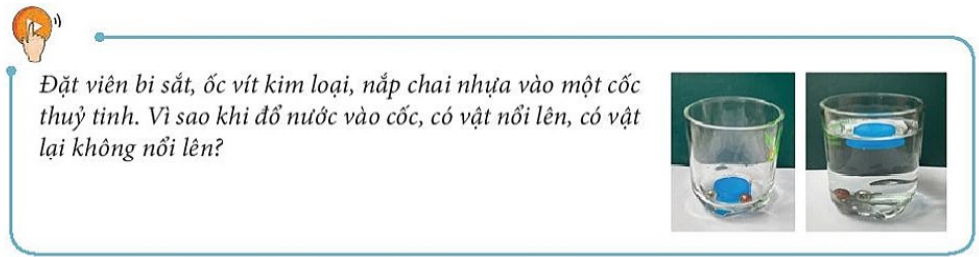 Đặt viên bi sắt, ốc vít kim loại, nắp chai nhựa vào một cốc
thuỷ tinh. Vì sao khi đổ nước vào cốc, có vật nổi lên, có vật
lại không nổi lên?